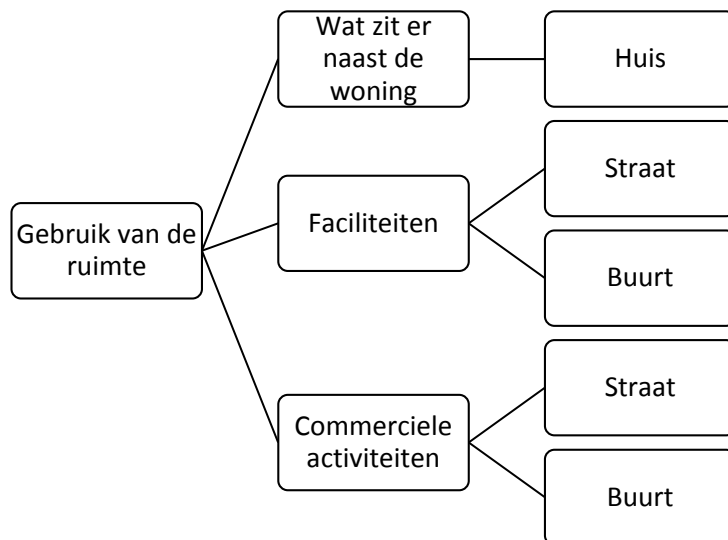 Gebruik van de
ruimte
Wat zit er
naast de
woning
Huis
Faciliteiten
Straat
Buurt
Commerciele
activiteiten
Straat
Buurt